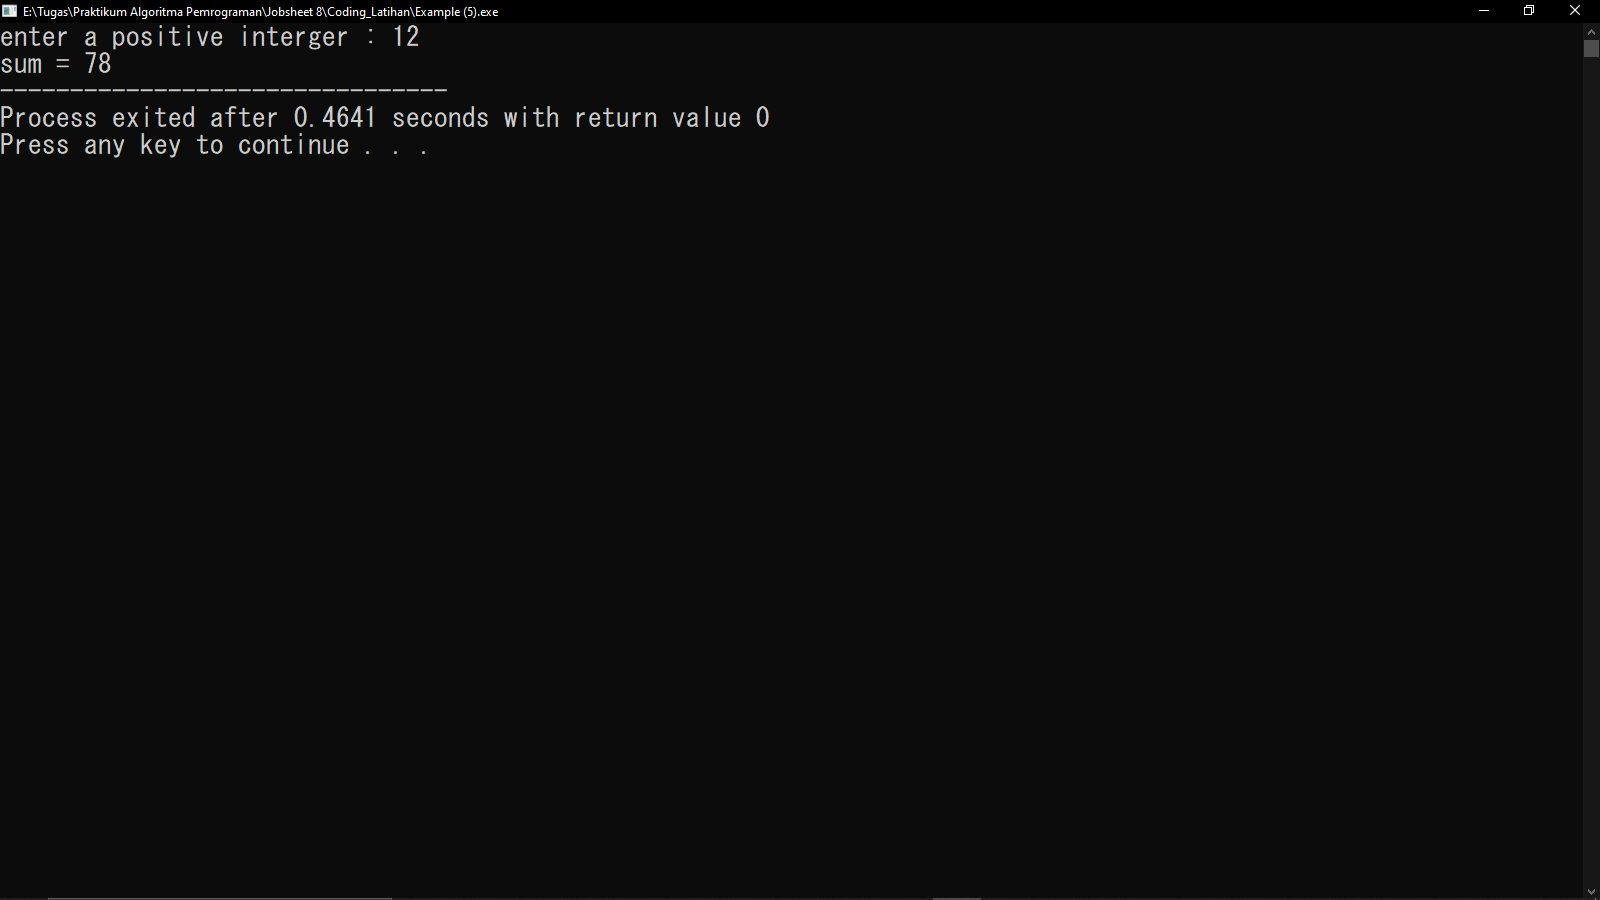 E:\Tugas\Praktikum Algoritma Pemrograman\Jobsheet 8\Coding_Latihan\Example (5).exe
enter a positive interger : 12
sum = 78
--------------------------------
Process exited after 0.4641 seconds with return value 0
Press any key to continue . . .